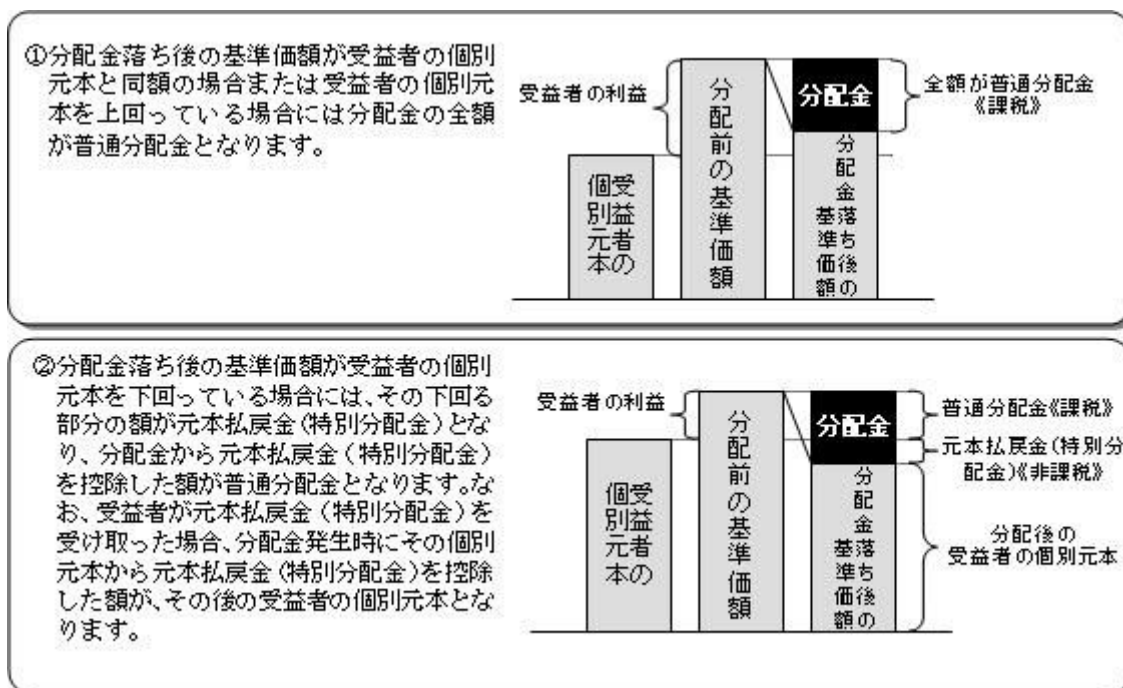 ①分配金落ち後の基準価額が受益者の個別
元本と同額の場合または受益者の個別元
本を上回っている場合には分配金の全額
が普通分配金となります。
受益者の利益
受益者の
個別元本
分配前の基準価額
分配金
分配金落ち後の
基準価額
全額が普通分配金
《課税》
②分配金落ち後の基準価額が受益者の個別
元本を下回っている場合には、その下回る
部分の額が元本払戻金(特別分配金)とな
り、分配金から元本払戻金(特別分配金)
を控除した額が普通分配金となります。な
お、受益者が元本払戻金(特別分配金)を
受け取った場合、分配金発生時にその個別
元本から元本払戻金(特別分配金)を控除
した額が、その後の受益者の個別元本とな
ります。
受益者の利益
受益者の
個別元本
分配前の基準価額
分配金
分配金落ち後の
基準価額
普通分配金《課税》
元本払戻金(特別分
配金)《非課税》
分配後の
受益者の個別元本